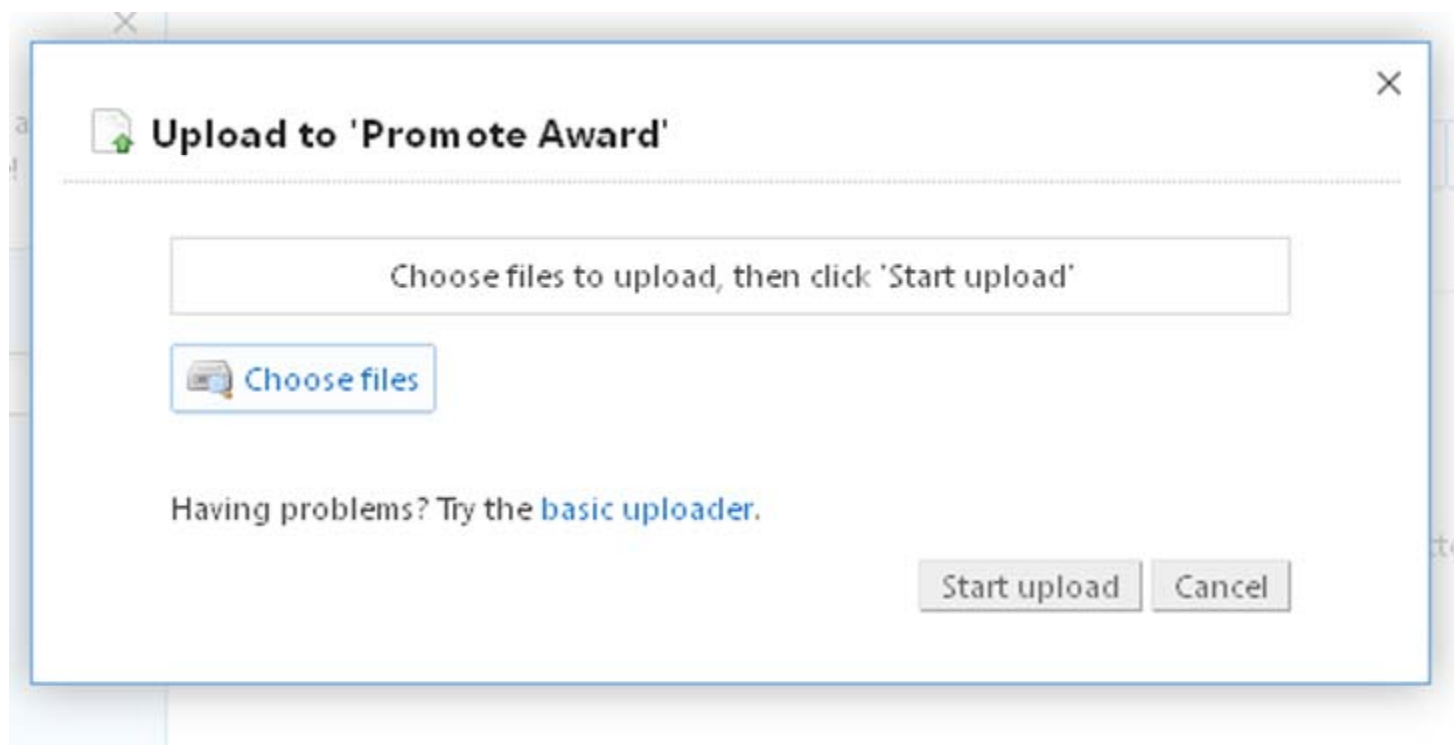 Upload to 'Promote Award'
Choose files to upload, then click 'Start upload'
Choose files
Having problems? Try the basic uploader.
Start upload Cancel